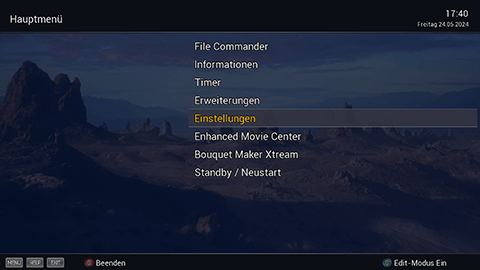 Hauptmenü
17:40
Freitag 24.05.2024
File Commander
Informationen
Timer
Erweiterungen
Einstellungen
Enhanced Movie Center
Bouquet Maker Xtream
Standby / Neustart
MENU HELP EXIT Beenden Edit-Modus Ein